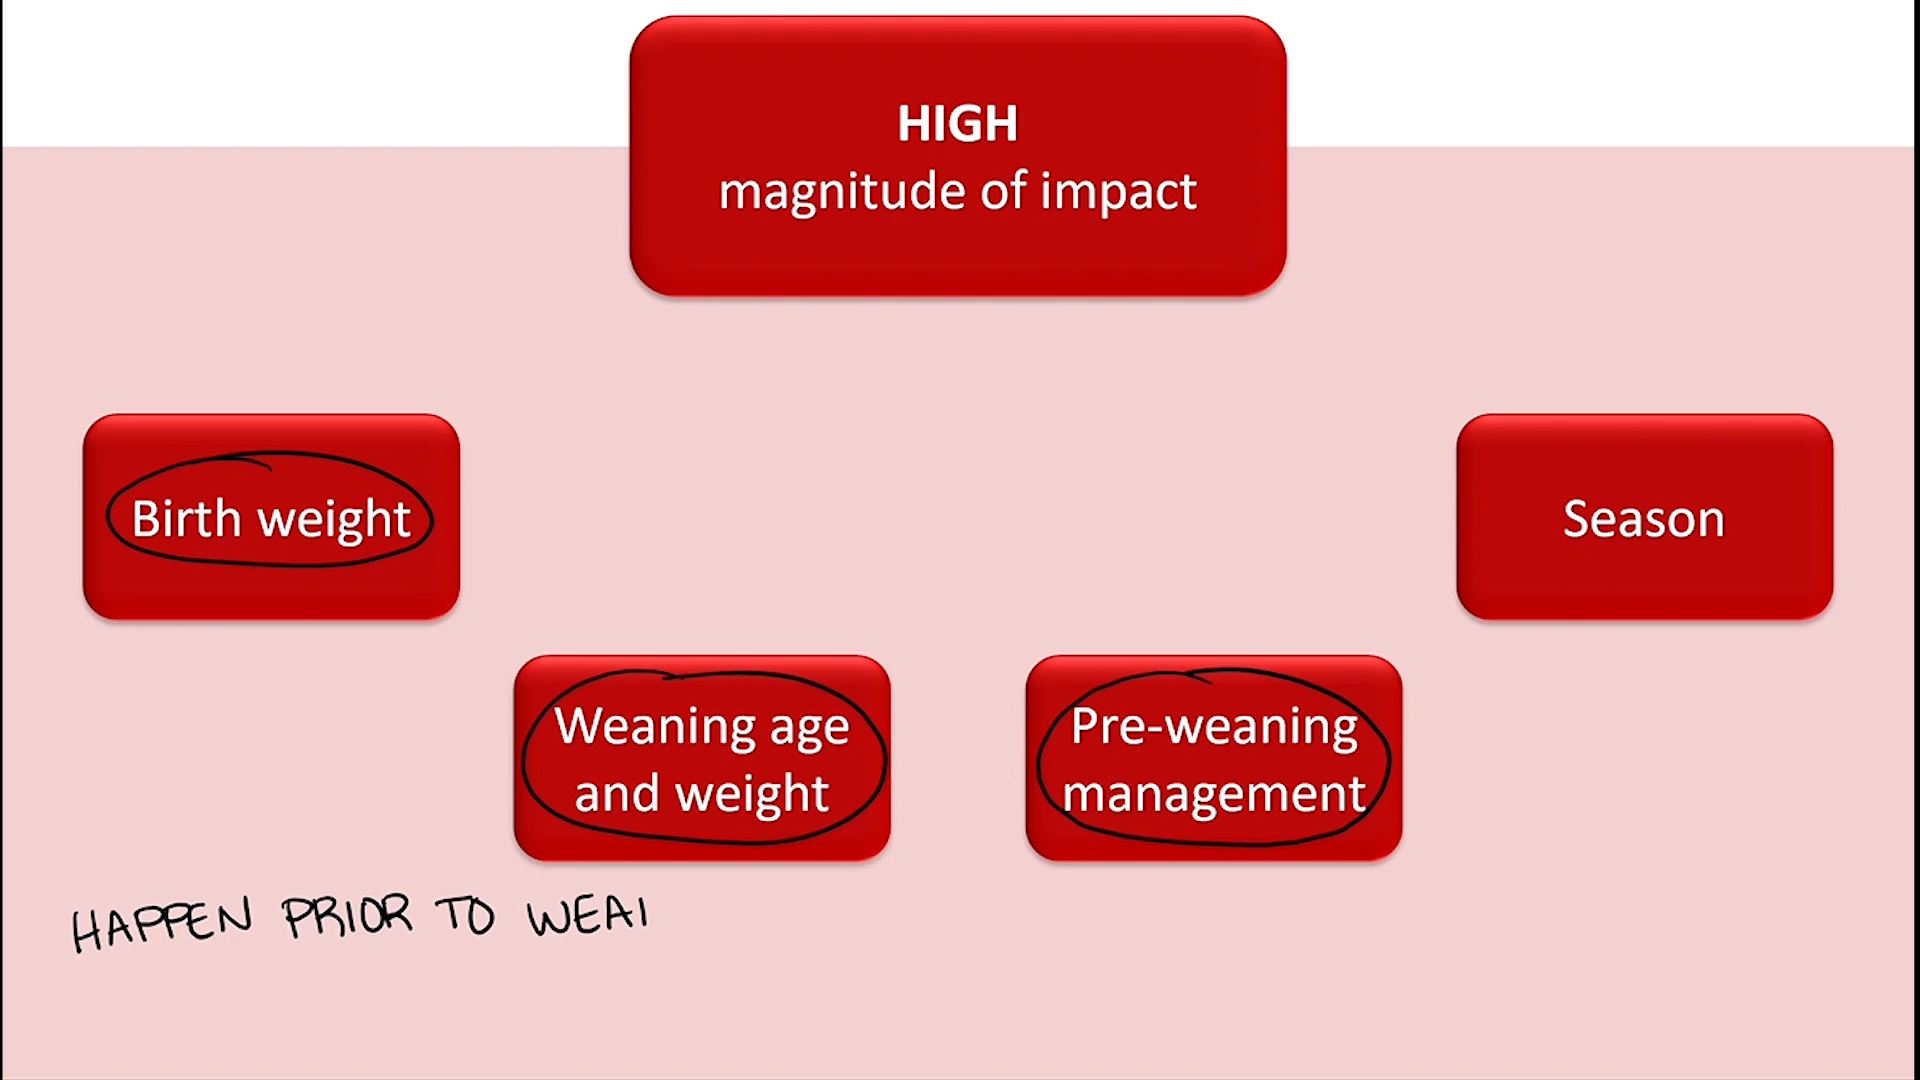 HIGH
magnitude of impact
Birth weight
Season
Weaning age
and weight
Pre-weaning
management
HAPPEN PRIOR TO WEAI